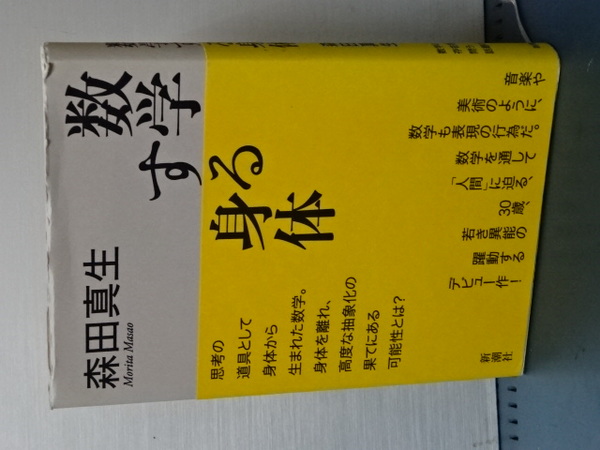 数学
する
身体
森田真生
Morita Masao
思考の
道具として
身体から
生まれた数学。
身体を離れ、
高度な抽象化の
果てにある
可能性とは?
音楽や
美術のように、
数学も表現の行為だ。
数学を通して
「人間」に迫る、
30歳、
若き異能の
躍動する
デビュー作!
新潮社